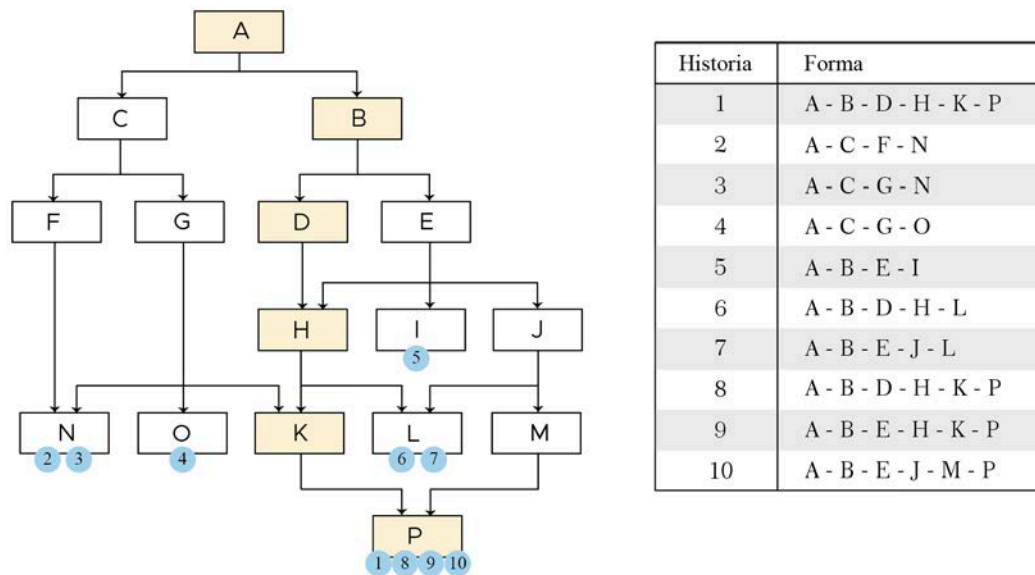 A
C
B
F
G
D
E
H
I
J
5
N
O
K
L
M
2 3
4
6 7
P
1 8 9 10
Historia Forma
1 A - B - D - H - K - P
2 A - C - F - N
3 A - C - G - N
4 A - C - G - O
5 A - B - E - I
6 A - B - D - H - L
7 A - B - E - J - L
8 A - B - D - H - K - P
9 A - B - E - H - K - P
10 A - B - E - J - M - P